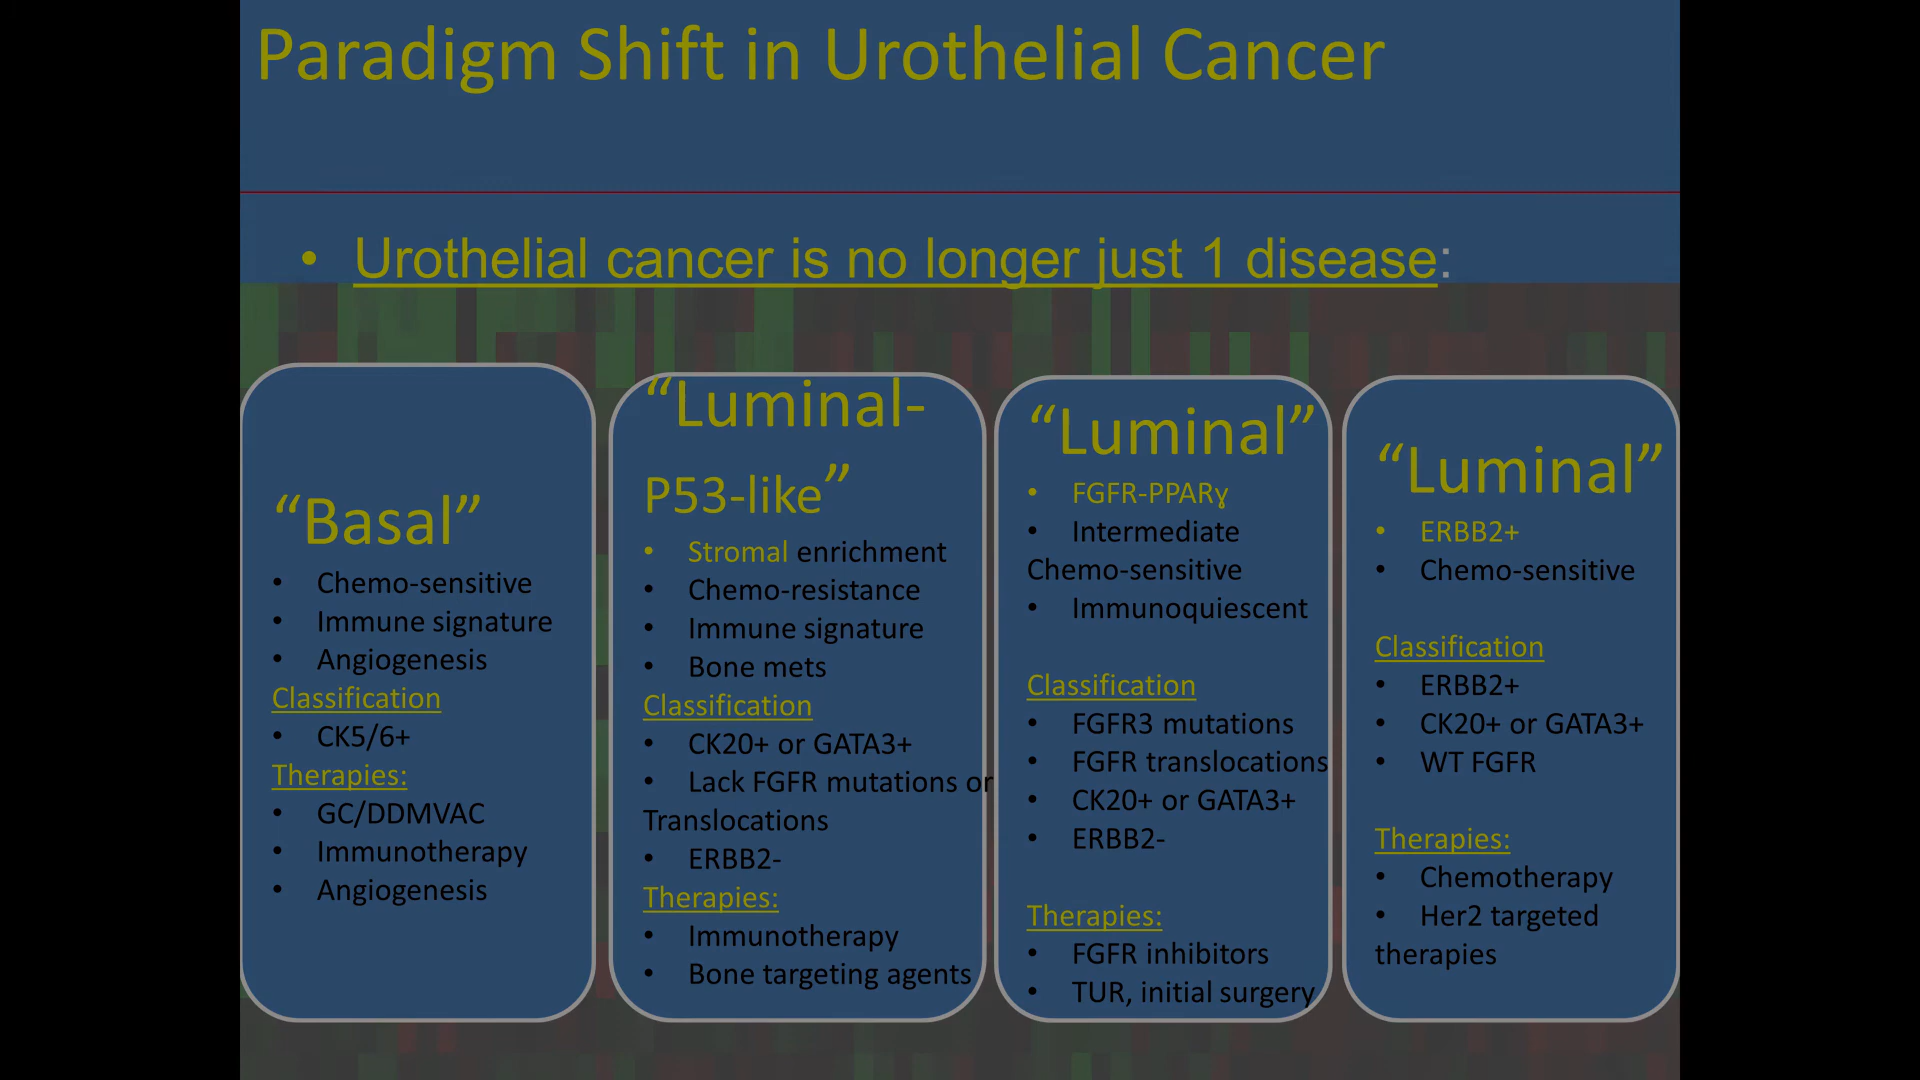 Paradigm Shift in Urothelial Cancer
• Urothelial cancer is no longer just 1 disease:
“Basal”
• Chemo-sensitive
• Immune signature
• Angiogenesis
Classification
• CK5/6+
Therapies:
• GC/DDMVAC
• Immunotherapy
• Angiogenesis
“Luminal-
P53-like”
• Stromal enrichment
• Chemo-resistance
• Immune signature
• Bone mets
Classification
• CK20+ or GATA3+
• Lack FGFR mutations or
Translocations
• ERBB2-
Therapies:
• Immunotherapy
• Bone targeting agents
“Luminal”
• FGFR-PPARɣ
• Intermediate
Chemo-sensitive
• Immunoquiescent
Classification
• FGFR3 mutations
• FGFR translocations
• CK20+ or GATA3+
• ERBB2-
Therapies:
• FGFR inhibitors
• TUR, initial surgery
“Luminal”
• ERBB2+
• Chemo-sensitive
Classification
• ERBB2+
• CK20+ or GATA3+
• WT FGFR
Therapies:
• Chemotherapy
• Her2 targeted
therapies